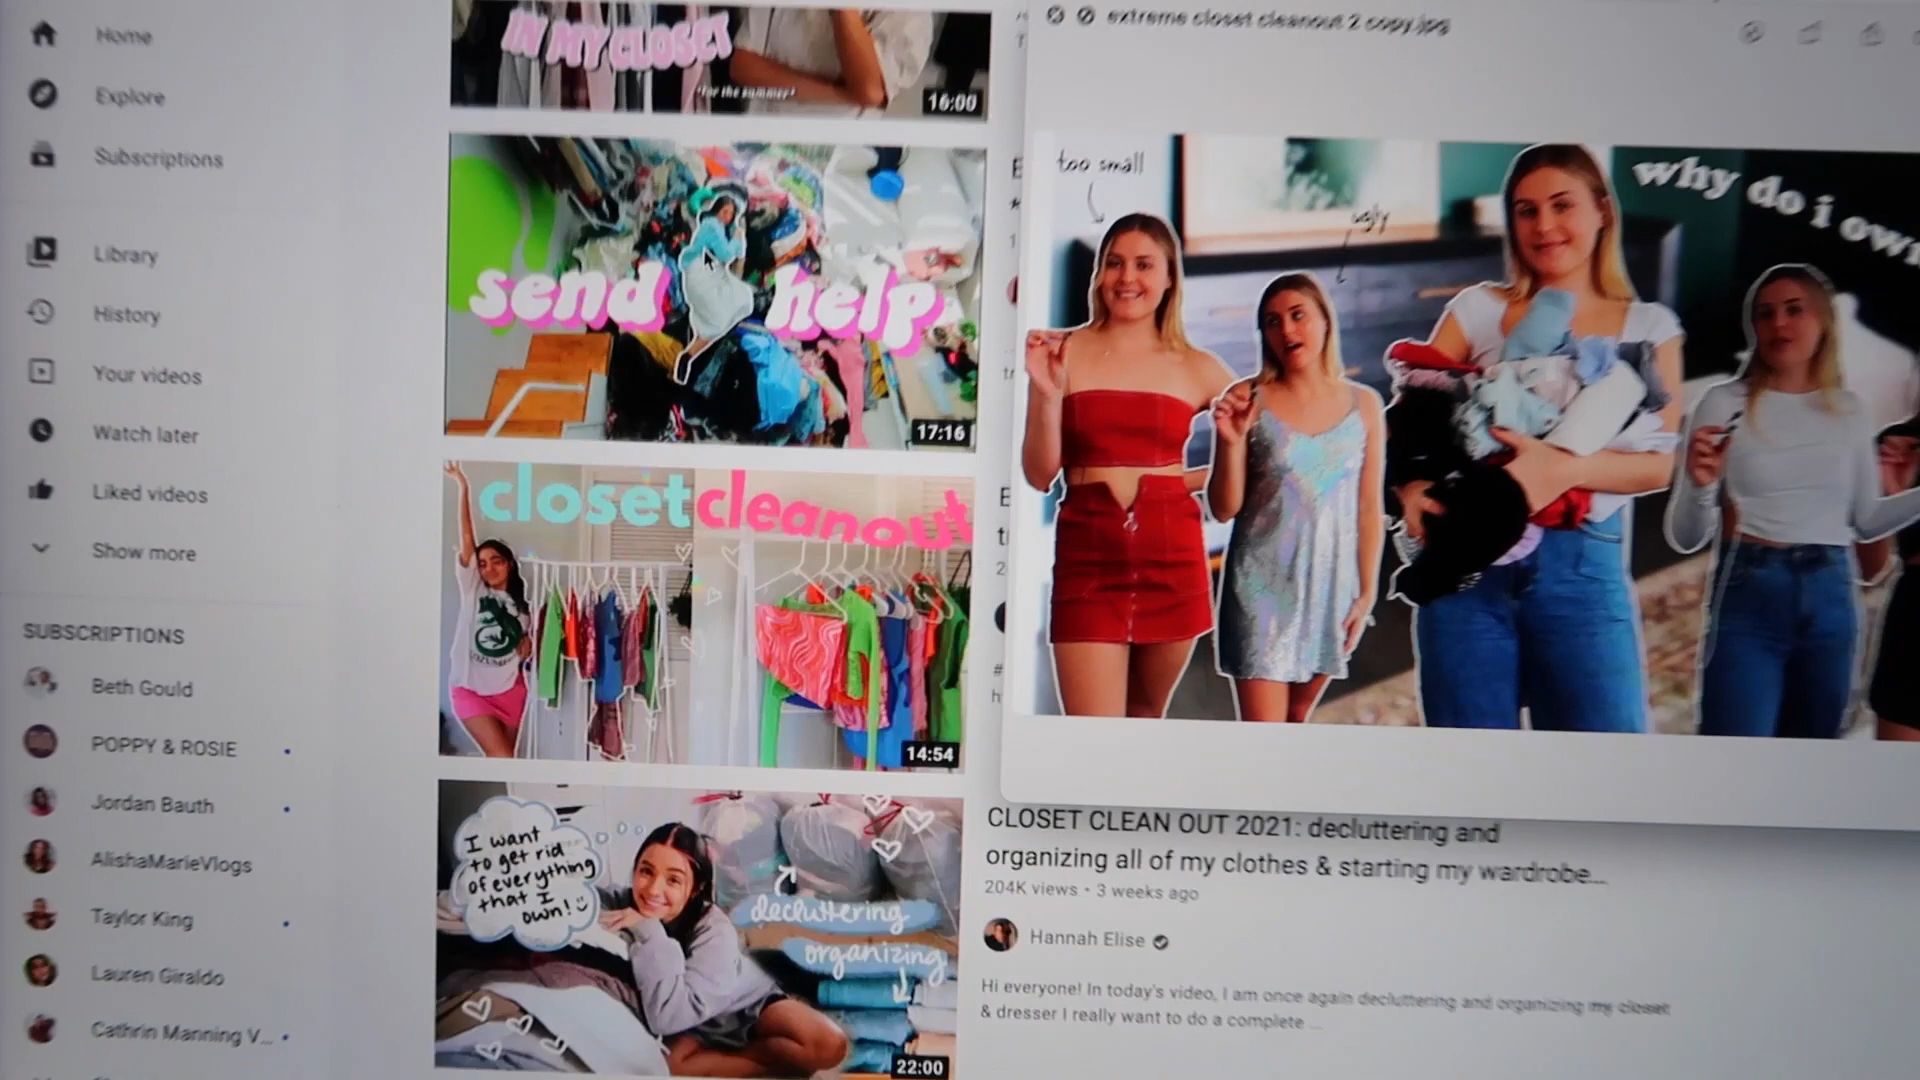 Home
Explore
Subscriptions
Library
History
Your videos
Watch later
Liked videos
Show more
SUBSCRIPTIONS
Beth Gould
POPPY & ROSIE
Jordan Bauth
AlishaMarieVlogs
Taylor King
Lauren Giraldo
Cathrin Manning V...
IN MY CLOSET
*for the summer*
16:00
send help
17:16
closet cleanout
14:54
I want
to get rid
of everything
that I
own!
decluttering
organizing
22:00
extreme closet cleanout 2 copy.jpg
too small
ugly
why do i own
CLOSET CLEAN OUT 2021: decluttering and
organizing all of my clothes & starting my wardrobe...
204K views • 3 weeks ago
Hannah Elise
Hi everyone! In today's video, I am once again decluttering and organizing my closet
& dresser I really want to do a complete ...